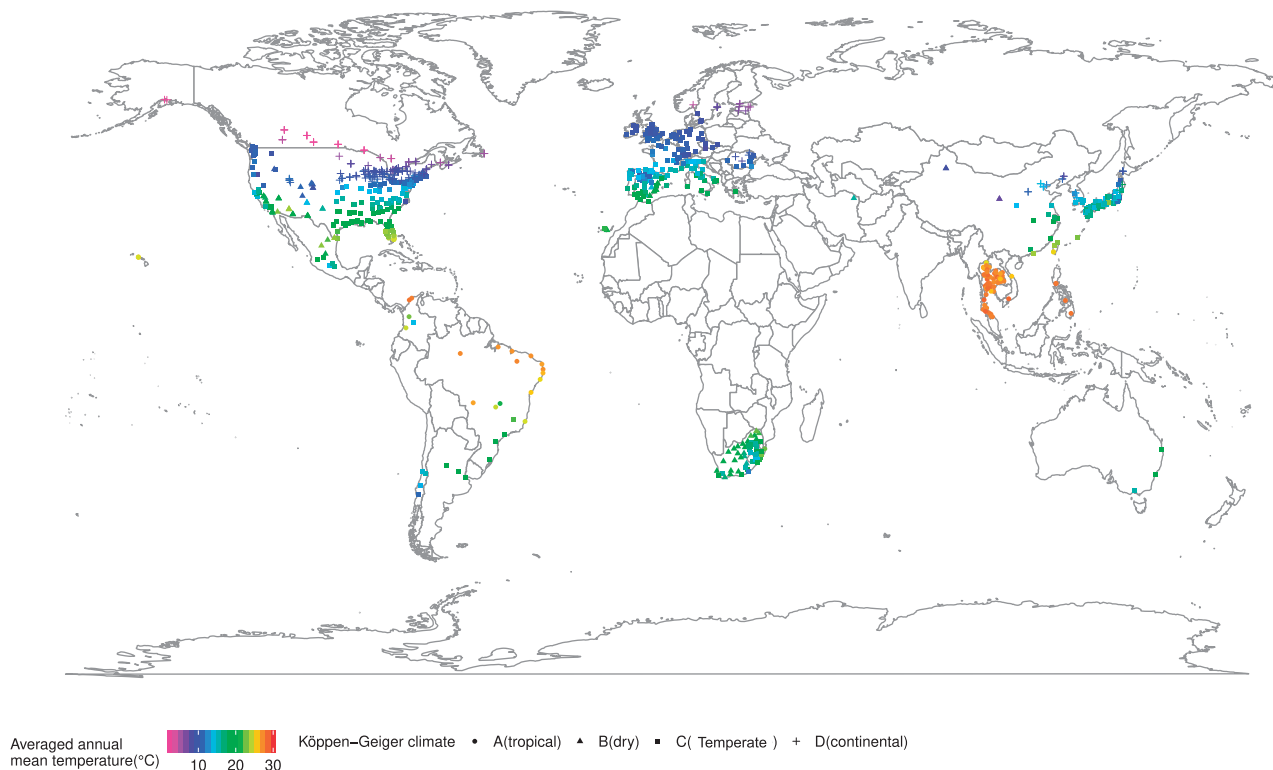 Averaged annual
mean temperature(°C)
10 20 30
Köppen–Geiger climate A(tropical) B(dry) C( Temperate ) D(continental)